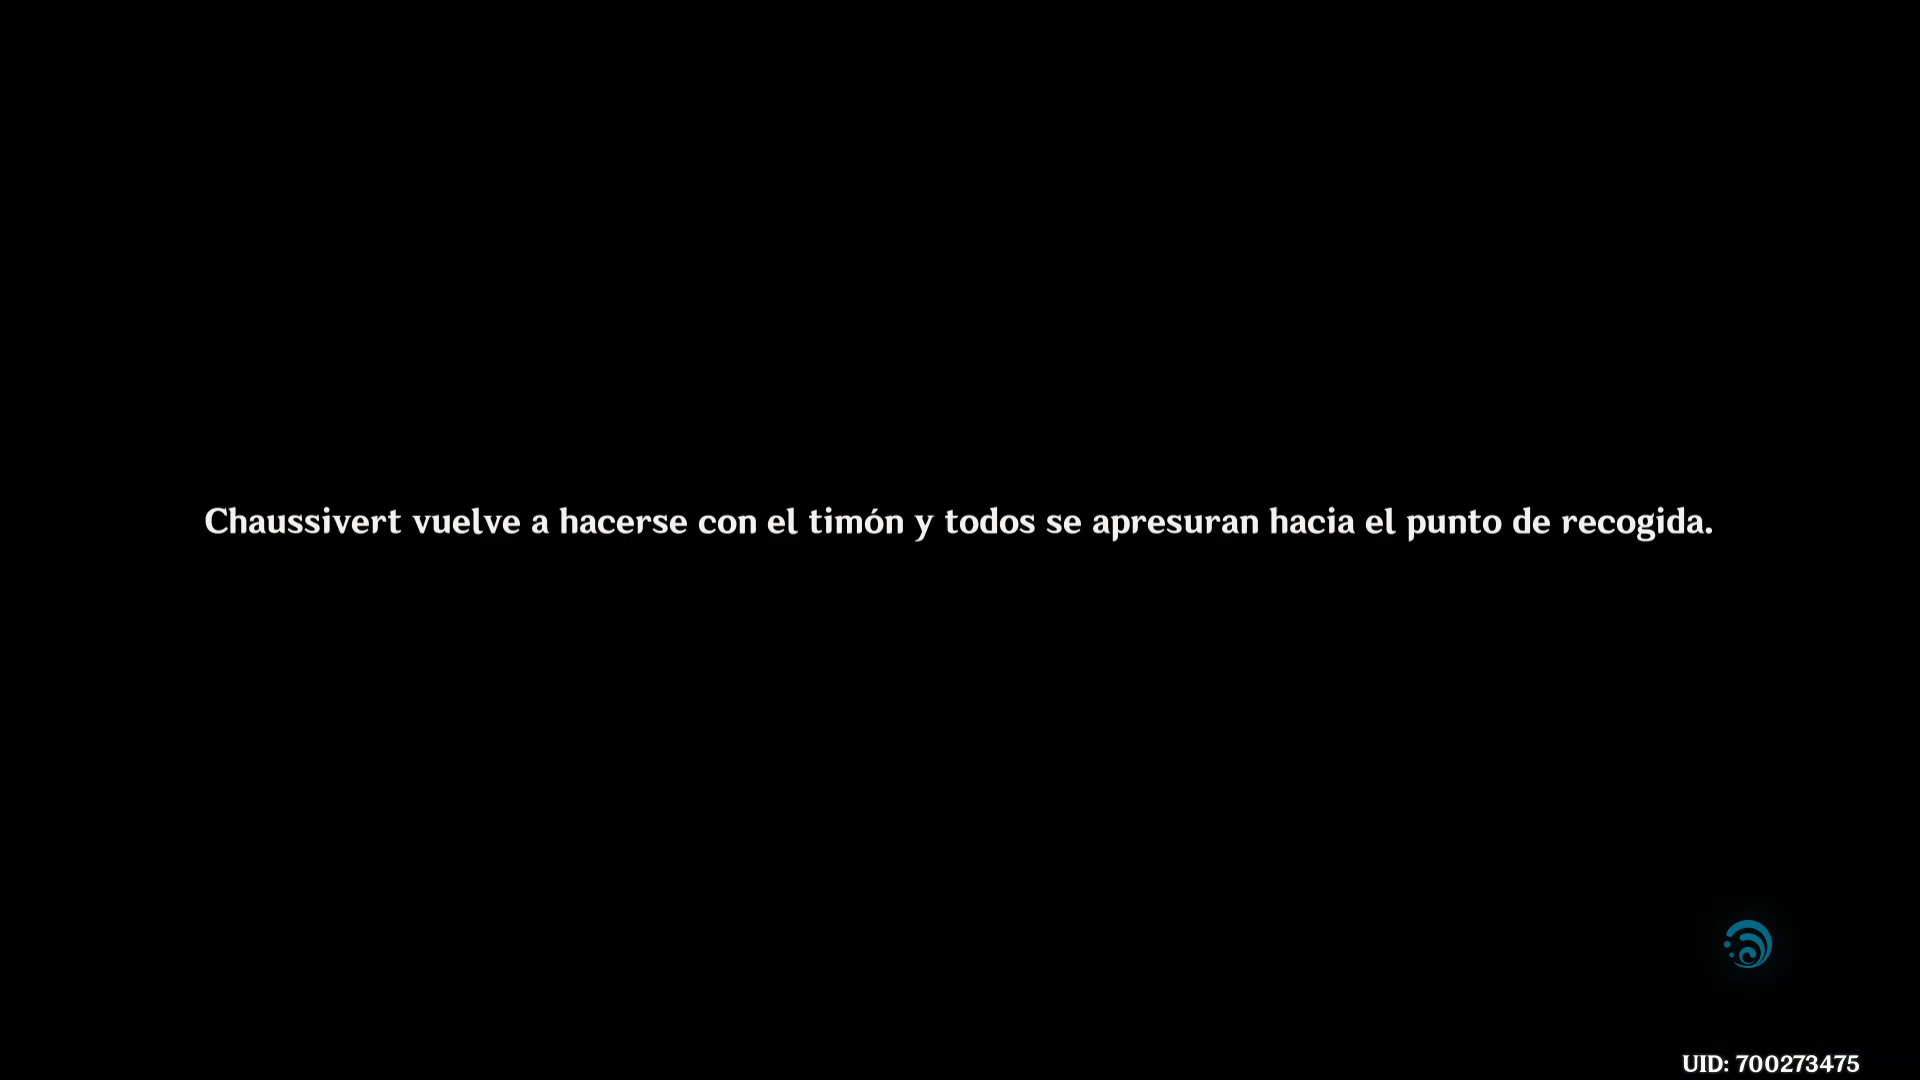 Chaussivert vuelve a hacerse con el timón y todos se apresuran hacia el punto de recogida.
UID: 700273475